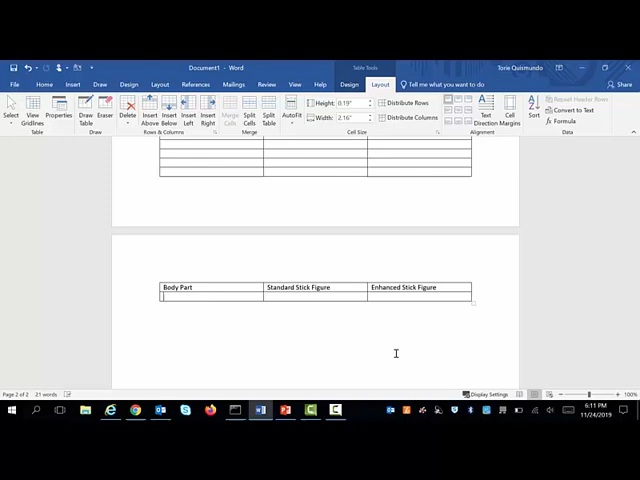 Document1 - Word
Table Tools
Torie Quismundo
File
Home
Insert
Draw
Design
Layout
References
Mailings
Review
View
Help
Design
Layout
Tell me what you want to do
Share
Select
View Gridlines
Properties
Draw Table
Eraser
Delete
Insert Above
Insert Below
Insert Left
Insert Right
Merge Cells
Split Cells
Split Table
AutoFit
Height: 0.19"
Width: 2.16"
Distribute Rows
Distribute Columns
Text Direction
Cell Margins
Sort
Repeat Header Rows
Convert to Text
Formula
Table
Draw
Rows & Columns
Merge
Cell Size
Alignment
Data
Body Part
Standard Stick Figure
Enhanced Stick Figure
Page 2 of 2
21 words
Display Settings
100%
6:11 PM
11/24/2019